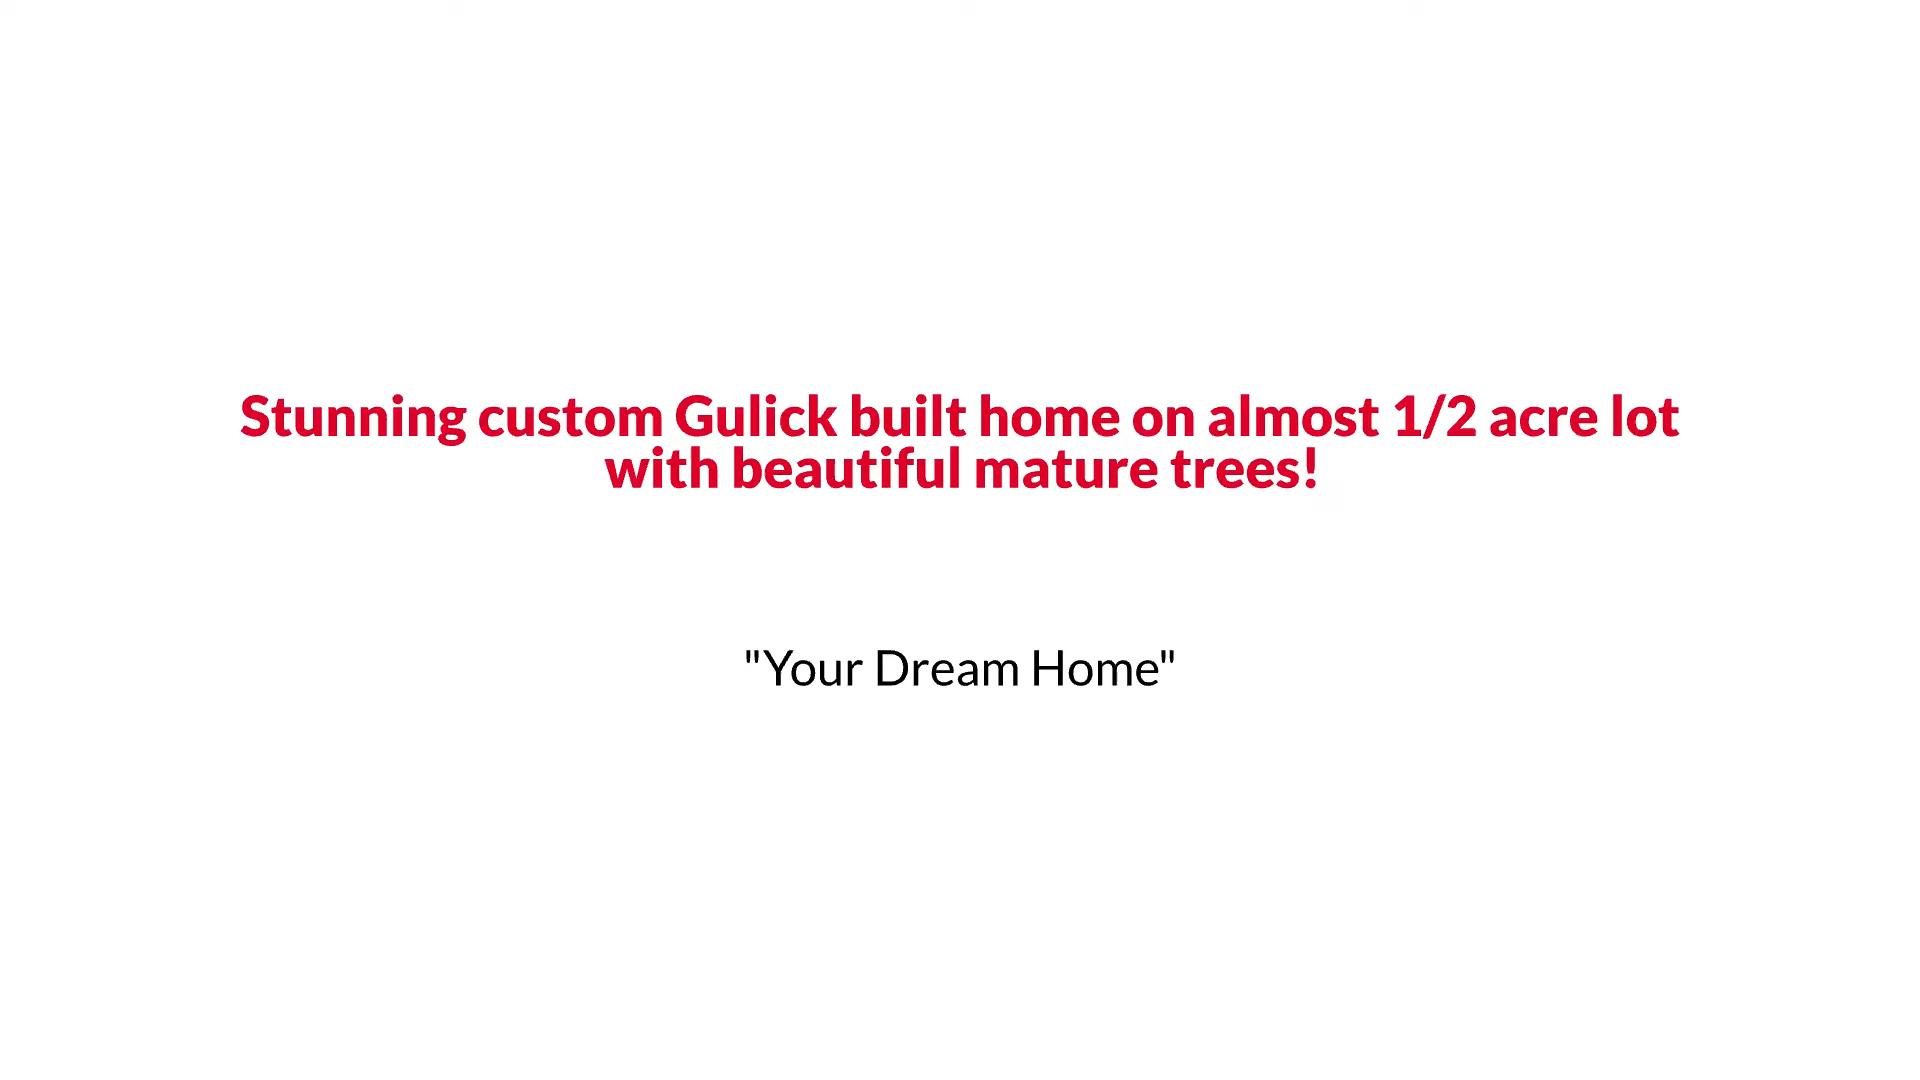 Stunning custom Gulick built home on almost 1/2 acre lot
with beautiful mature trees!
"Your Dream Home"